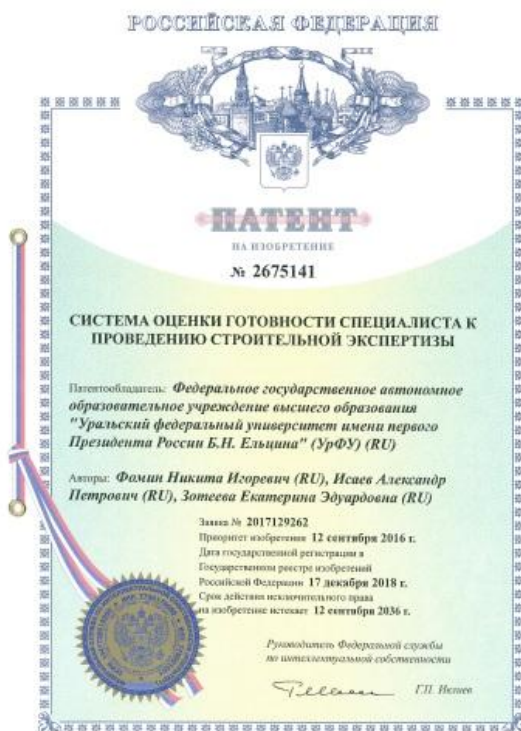 РОССИЙСКАЯ ФЕДЕРАЦИЯ
ПАТЕНТ
НА ИЗОБРЕТЕНИЕ
№ 2675141
СИСТЕМА ОЦЕНКИ ГОТОВНОСТИ СПЕЦИАЛИСТА К
ПРОВЕДЕНИЮ СТРОИТЕЛЬНОЙ ЭКСПЕРТИЗЫ
Патентообладатель: Федеральное государственное автономное
образовательное учреждение высшего образования
"Уральский федеральный университет имени первого
Президента России Б.Н. Ельцина" (УрФУ) (RU)
Авторы: Фомин Никита Игоревич (RU), Исаев Александр
Петрович (RU), Зотеева Екатерина Эдуардовна (RU)
Заявка № 2017129262
Приоритет изобретения 12 сентября 2016 г.
Дата государственной регистрации в
Государственном реестре изобретений
Российской Федерации 17 декабря 2018 г.
Срок действия исключительного права
на изобретение истекает 12 сентября 2036 г.
Руководитель Федеральной службы
по интеллектуальной собственности
Г.П. Ивлиев